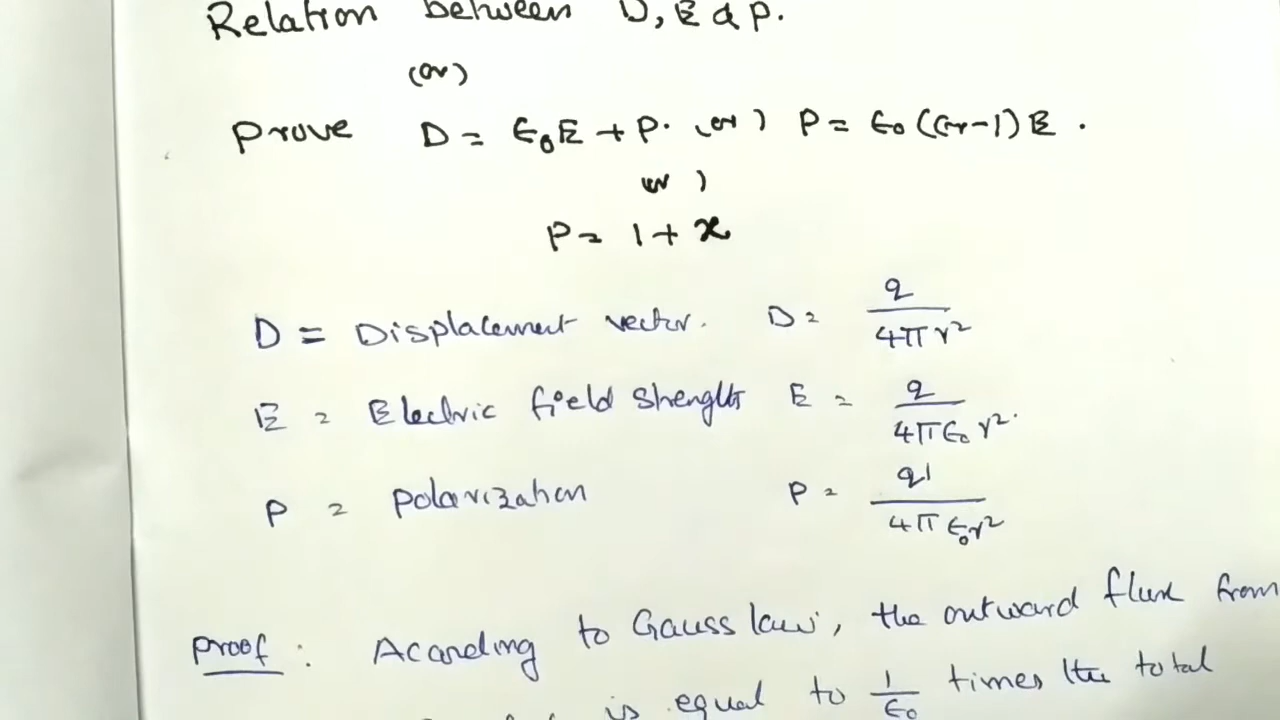 Relation between D, E & P.
(or)
Prove D = ε₀E + P. (or) P = ε₀(εr-1)E.
(or)
P = 1 + x
D = Displacement vector. D = q/4πr²
E = Electric field strength E = q/4πε₀r².
P = polarization P = q'/4πε₀r²
Proof : According to Gauss law, the outward flux from
is equal to 1/ε₀ times the total